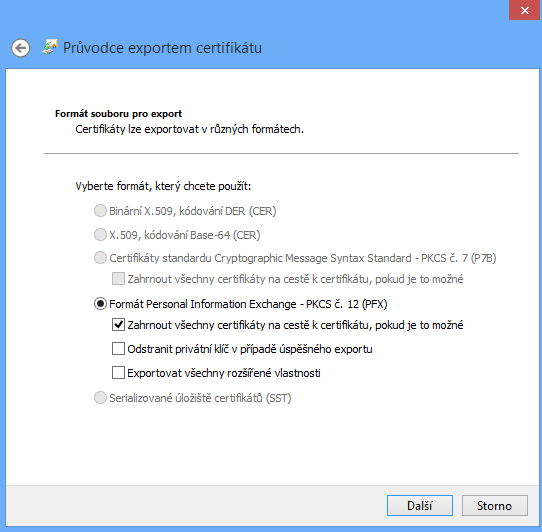 Průvodce exportem certifikátu
Formát souboru pro export
Certifikáty lze exportovat v různých formátech.
Vyberte formát, který chcete použít:
Binární X.509, kódování DER (CER)
X.509, kódování Base-64 (CER)
Certifikáty standardu Cryptographic Message Syntax Standard - PKCS č. 7 (P7B)
Zahrnout všechny certifikáty na cestě k certifikátu, pokud je to možné
Formát Personal Information Exchange - PKCS č. 12 (PFX)
Zahrnout všechny certifikáty na cestě k certifikátu, pokud je to možné
Odstranit privátní klíč v případě úspěšného exportu
Exportovat všechny rozšířené vlastnosti
Serializované úložiště certifikátů (SST)
Další
Storno